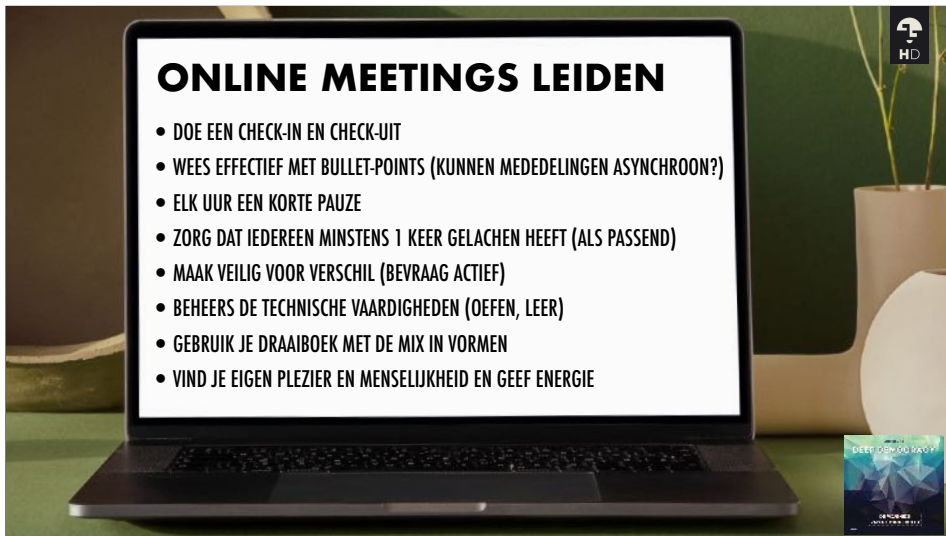 HD
ONLINE MEETINGS LEIDEN
• DOE EEN CHECK-IN EN CHECK-UIT
• WEES EFFECTIEF MET BULLET-POINTS (KUNNEN MEDEDELINGEN ASYNCHROON?)
• ELK UUR EEN KORTE PAUZE
• ZORG DAT IEDEREEN MINSTENS 1 KEER GELACHEN HEEFT (ALS PASSEND)
• MAAK VEILIG VOOR VERSCHIL (BEVRAAG ACTIEF)
• BEHEERS DE TECHNISCHE VAARDIGHEDEN (OEFEN, LEER)
• GEBRUIK JE DRAAIBOEK MET DE MIX IN VORMEN
• VIND JE EIGEN PLEZIER EN MENSELIJKHEID EN GEEF ENERGIE
DEEP DEMOCRACY